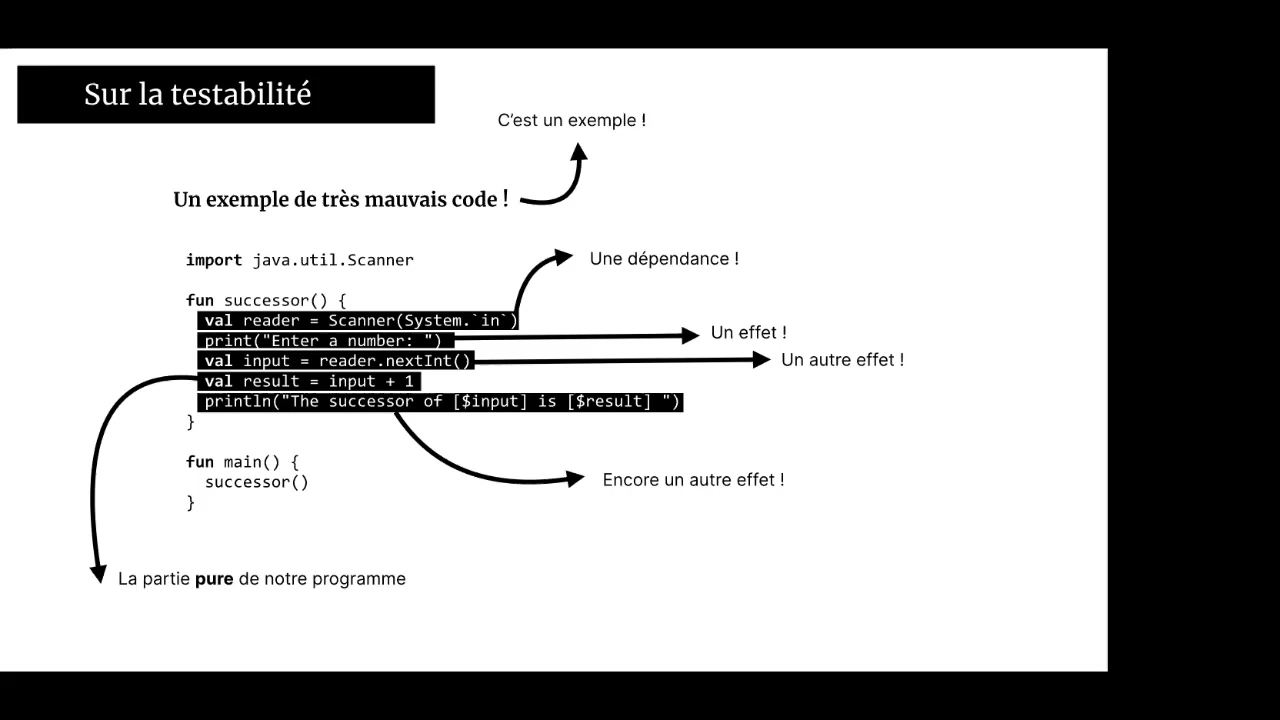 Sur la testabilité
C’est un exemple !
Un exemple de très mauvais code !
import java.util.Scanner
Une dépendance !
fun successor() {
val reader = Scanner(System.`in`)
print("Enter a number: ")
Un effet !
val input = reader.nextInt()
Un autre effet !
val result = input + 1
println("The successor of [$input] is [$result] ")
}
fun main() {
successor()
Encore un autre effet !
}
La partie pure de notre programme